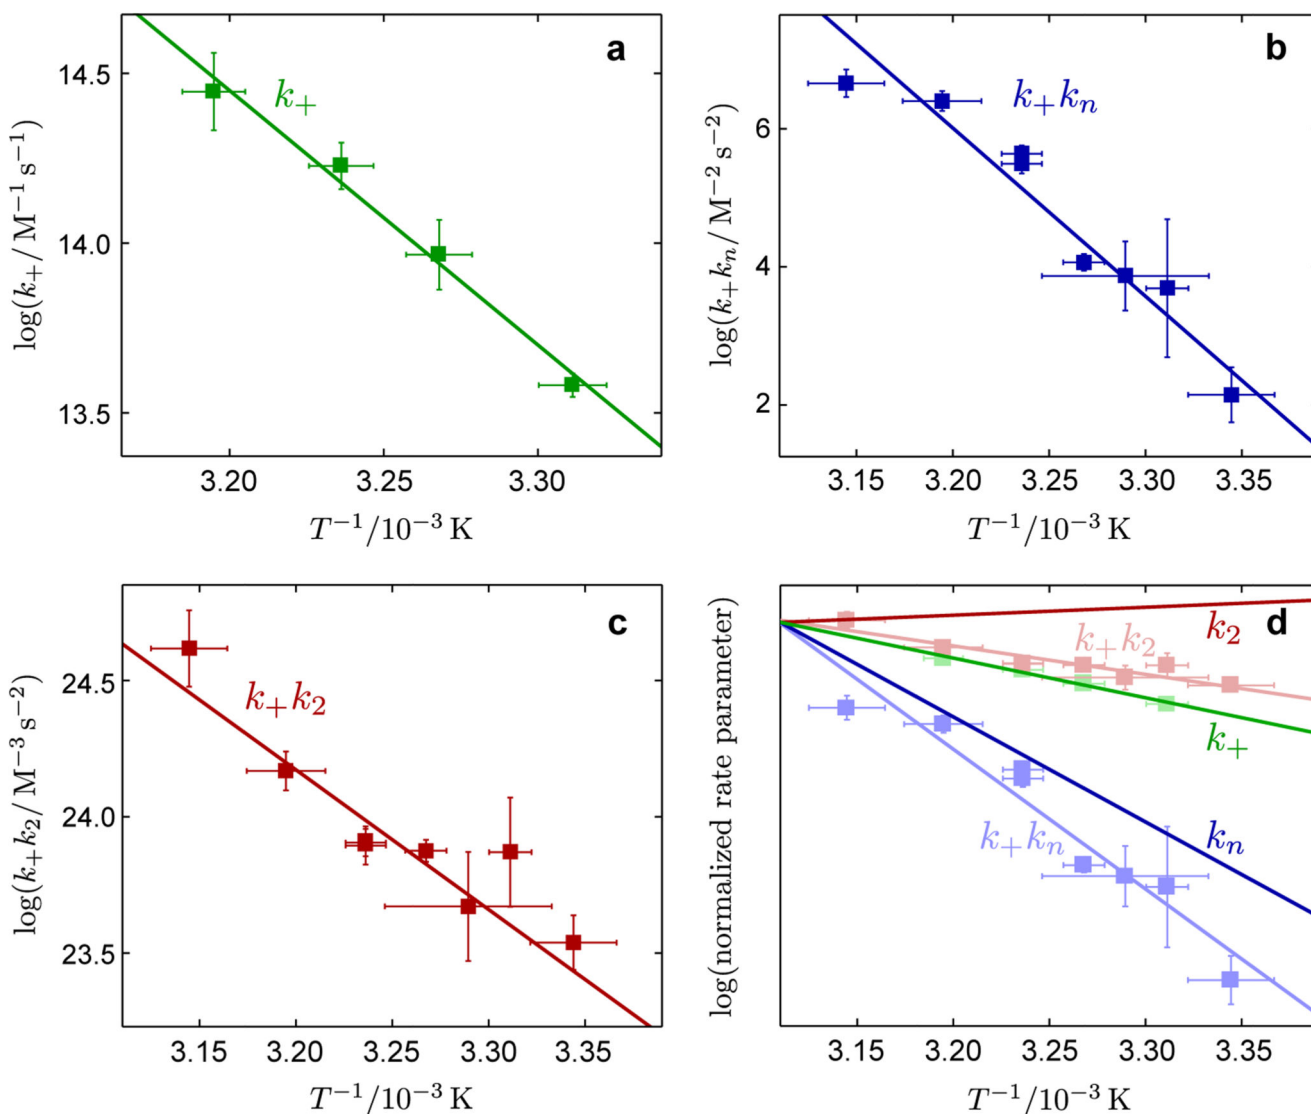 a
k₊
log(k₊/ M⁻¹ s⁻¹)
14.5
14.0
13.5
3.20 3.25 3.30
T⁻¹/10⁻³ K
b
k₊kₙ
log(k₊kₙ/ M⁻² s⁻²)
6
4
2
3.15 3.20 3.25 3.30 3.35
T⁻¹/10⁻³ K
c
k₊k₂
log(k₊k₂/ M⁻³ s⁻²)
24.5
24.0
23.5
3.15 3.20 3.25 3.30 3.35
T⁻¹/10⁻³ K
d
k₂
k₊k₂
k₊
kₙ
k₊kₙ
log(normalized rate parameter)
3.15 3.20 3.25 3.30 3.35
T⁻¹/10⁻³ K